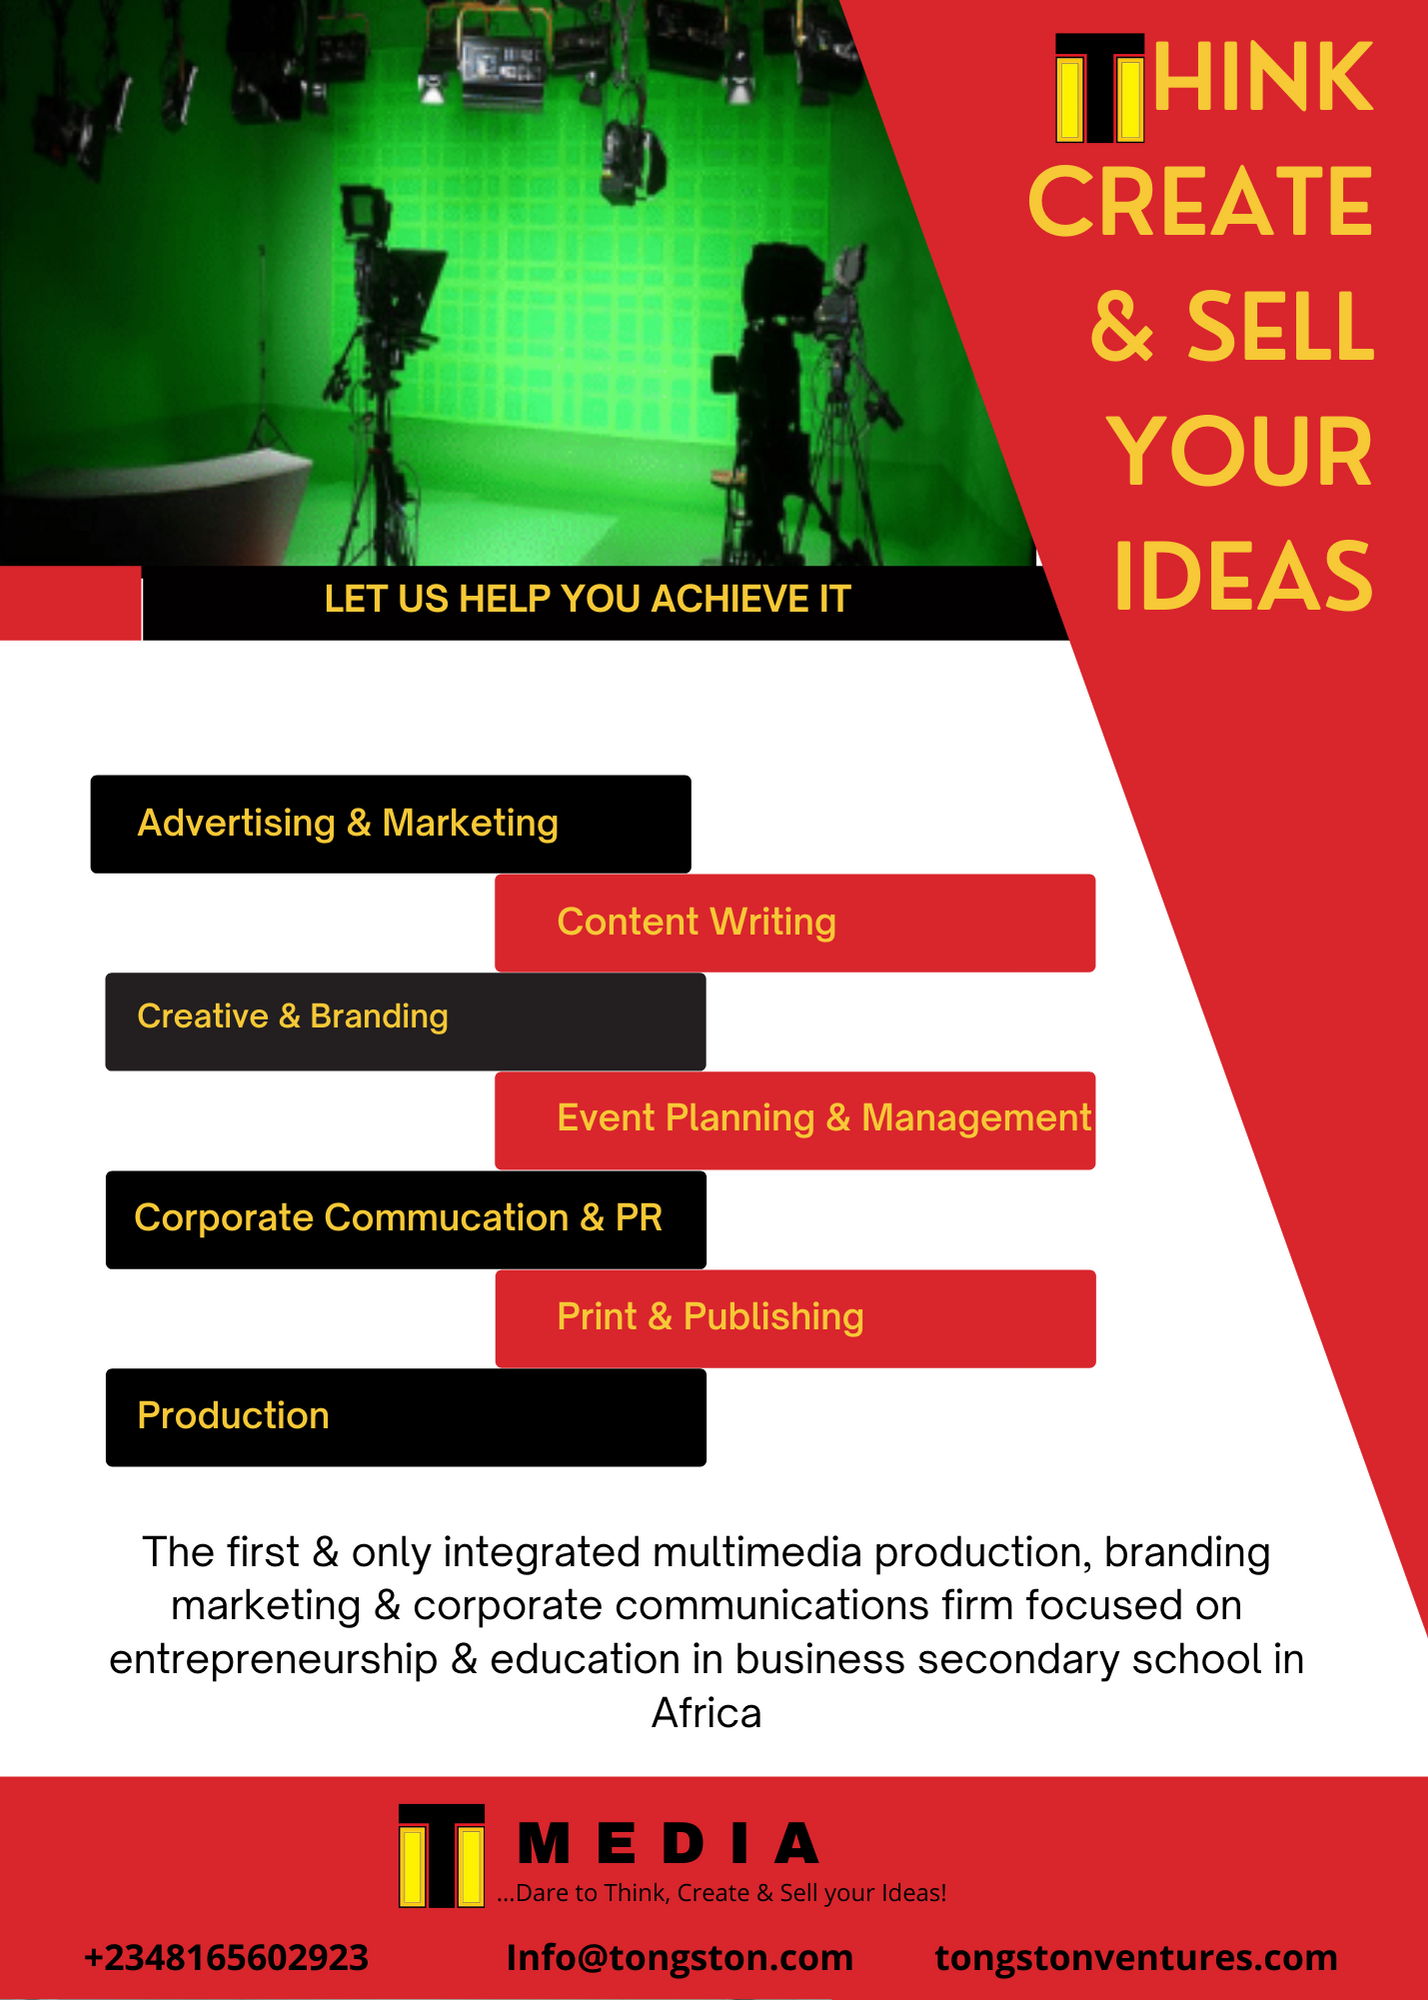 THINK
CREATE
& SELL
YOUR
IDEAS
LET US HELP YOU ACHIEVE IT
Advertising & Marketing
Content Writing
Creative & Branding
Event Planning & Management
Corporate Commucation & PR
Print & Publishing
Production
The first & only integrated multimedia production, branding
marketing & corporate communications firm focused on
entrepreneurship & education in business secondary school in
Africa
T MEDIA
...Dare to Think, Create & Sell your Ideas!
+2348165602923
Info@tongston.com
tongstonventures.com